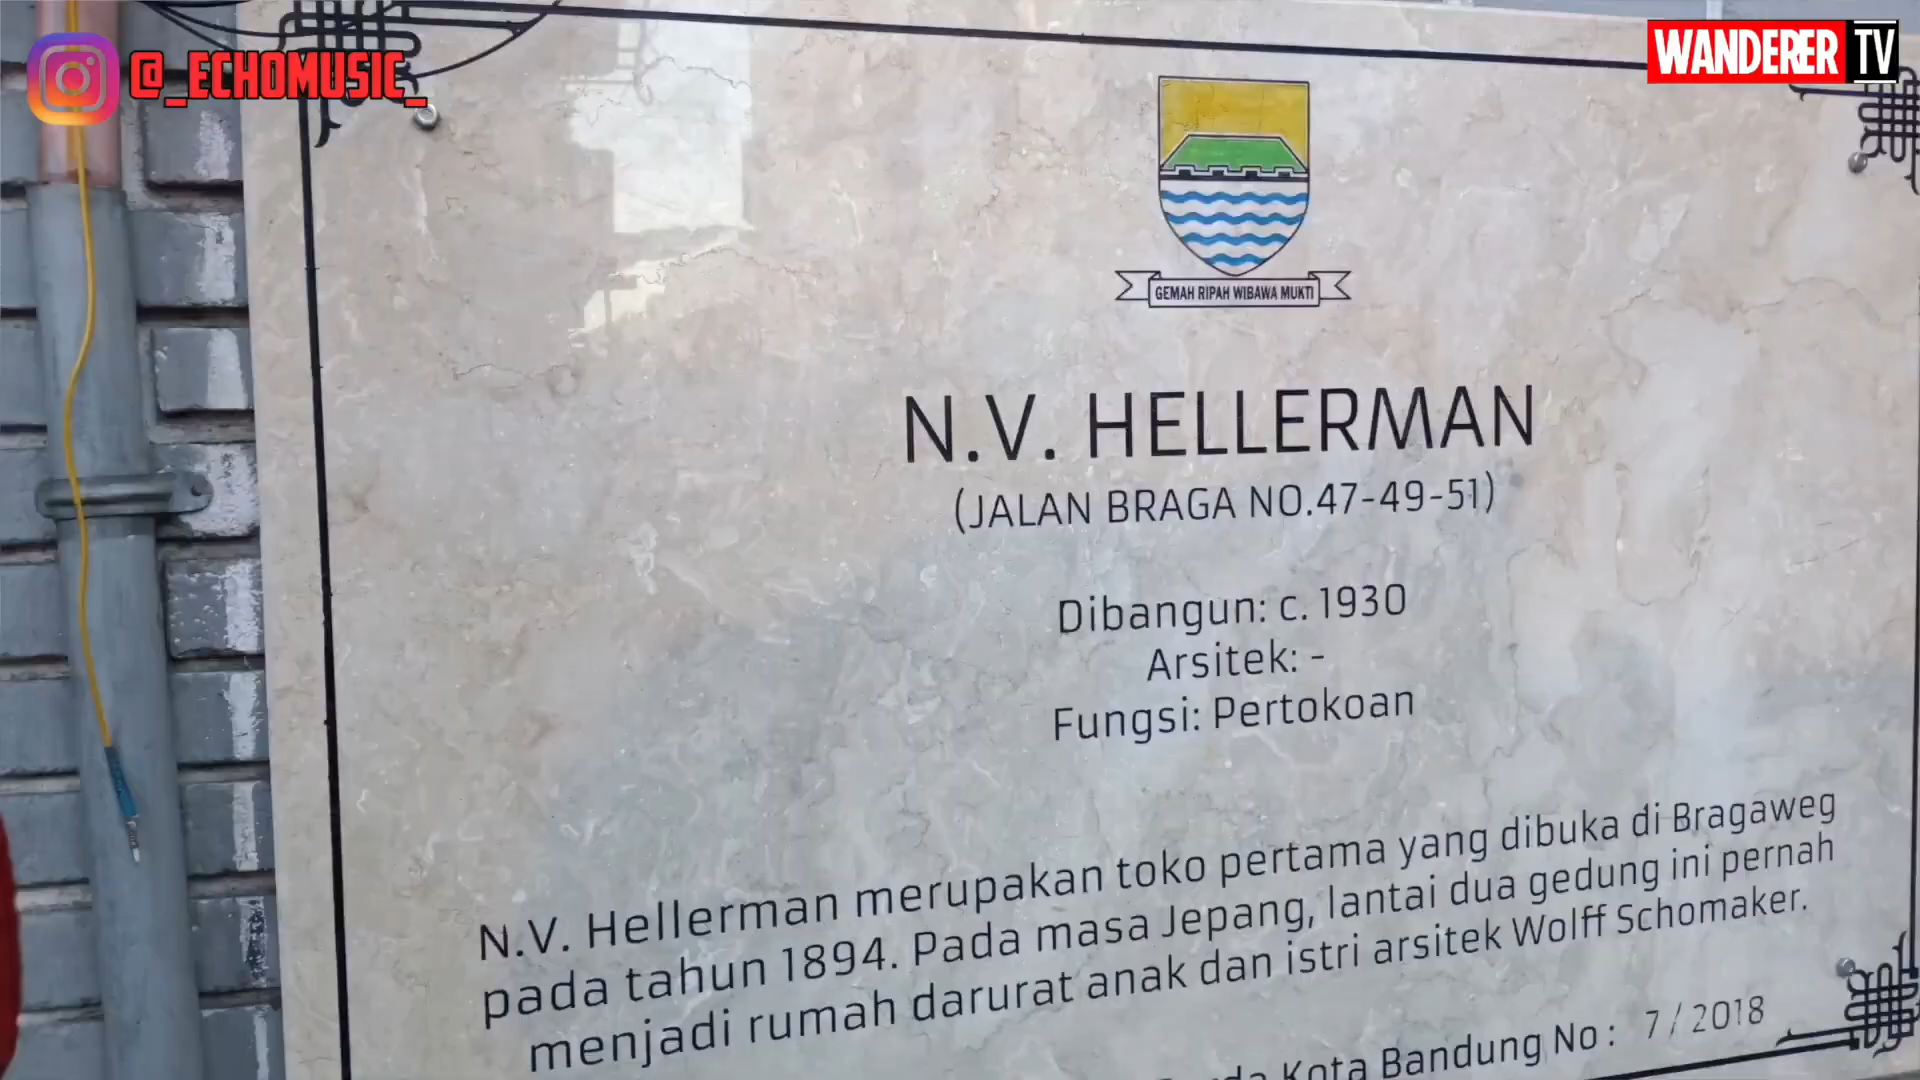 @_ECHOMUSIC_
WANDERER TV
GEMAH RIPAH WIBAWA MUKTI
N.V. HELLERMAN
(JALAN BRAGA NO.47-49-51)
Dibangun: c. 1930
Arsitek: -
Fungsi: Pertokoan
N.V. Hellerman merupakan toko pertama yang dibuka di Bragaweg
pada tahun 1894. Pada masa Jepang, lantai dua gedung ini pernah
menjadi rumah darurat anak dan istri arsitek Wolff Schomaker.
Kota Bandung No : 7 / 2018